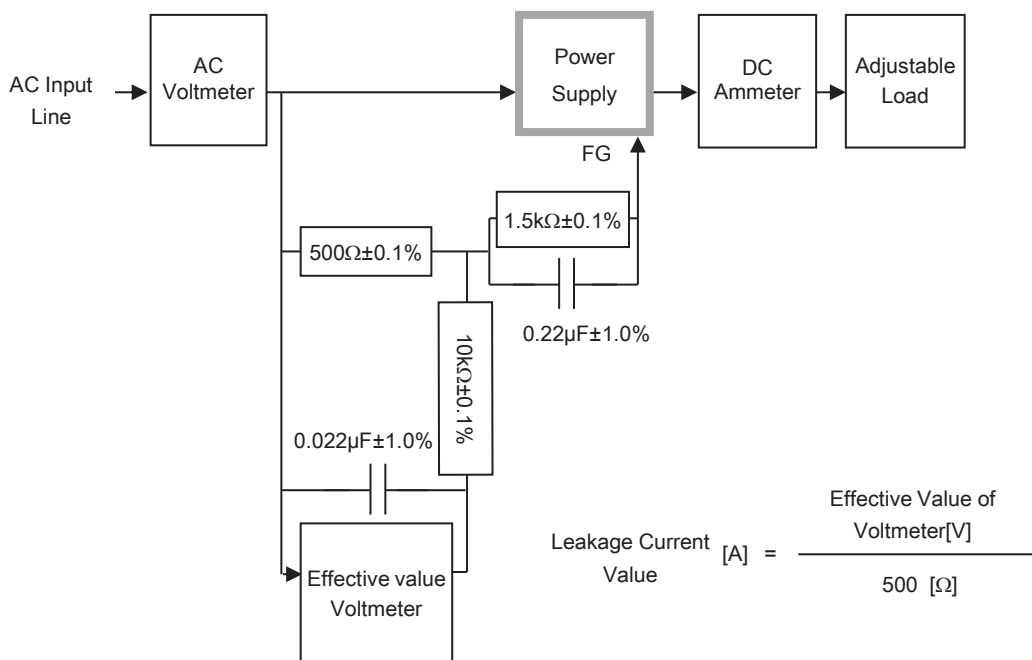 AC Input
Line
AC
Voltmeter
Power
Supply
DC
Ammeter
Adjustable
Load
FG
1.5kΩ±0.1%
500Ω±0.1%
0.22µF±1.0%
10kΩ±0.1%
0.022µF±1.0%
Effective value
Voltmeter
Leakage Current
Value
[A] =
Effective Value of
Voltmeter[V]
500 [Ω]